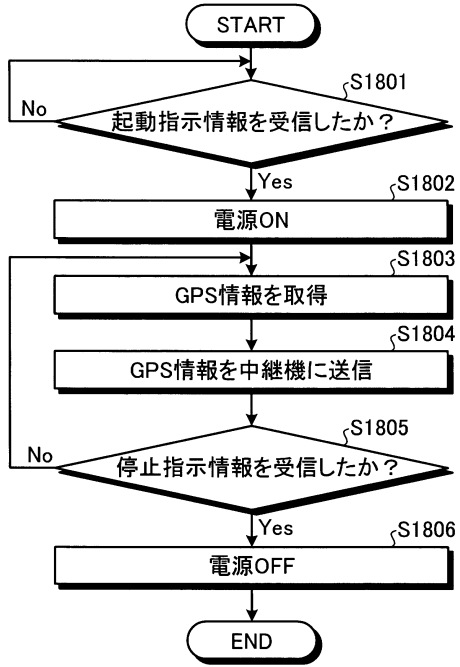 START
S1801
No
起動指示情報を受信したか？
Yes
S1802
電源ON
S1803
GPS情報を取得
S1804
GPS情報を中継機に送信
S1805
No
停止指示情報を受信したか？
Yes
S1806
電源OFF
END